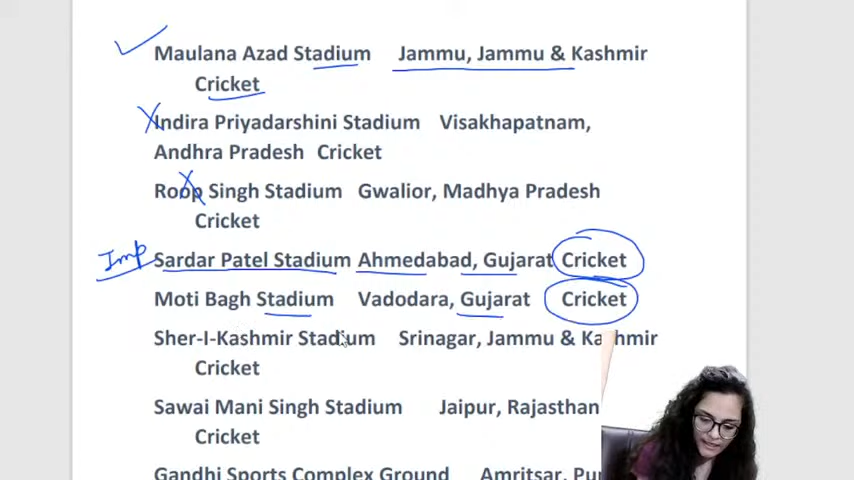 Maulana Azad Stadium Jammu, Jammu & Kashmir
Cricket
Indira Priyadarshini Stadium Visakhapatnam,
Andhra Pradesh Cricket
Roop Singh Stadium Gwalior, Madhya Pradesh
Cricket
Imp Sardar Patel Stadium Ahmedabad, Gujarat Cricket
Moti Bagh Stadium Vadodara, Gujarat Cricket
Sher-I-Kashmir Stadium Srinagar, Jammu & Kashmir
Cricket
Sawai Mani Singh Stadium Jaipur, Rajasthan
Cricket
Gandhi Sports Complex Ground Amritsar,